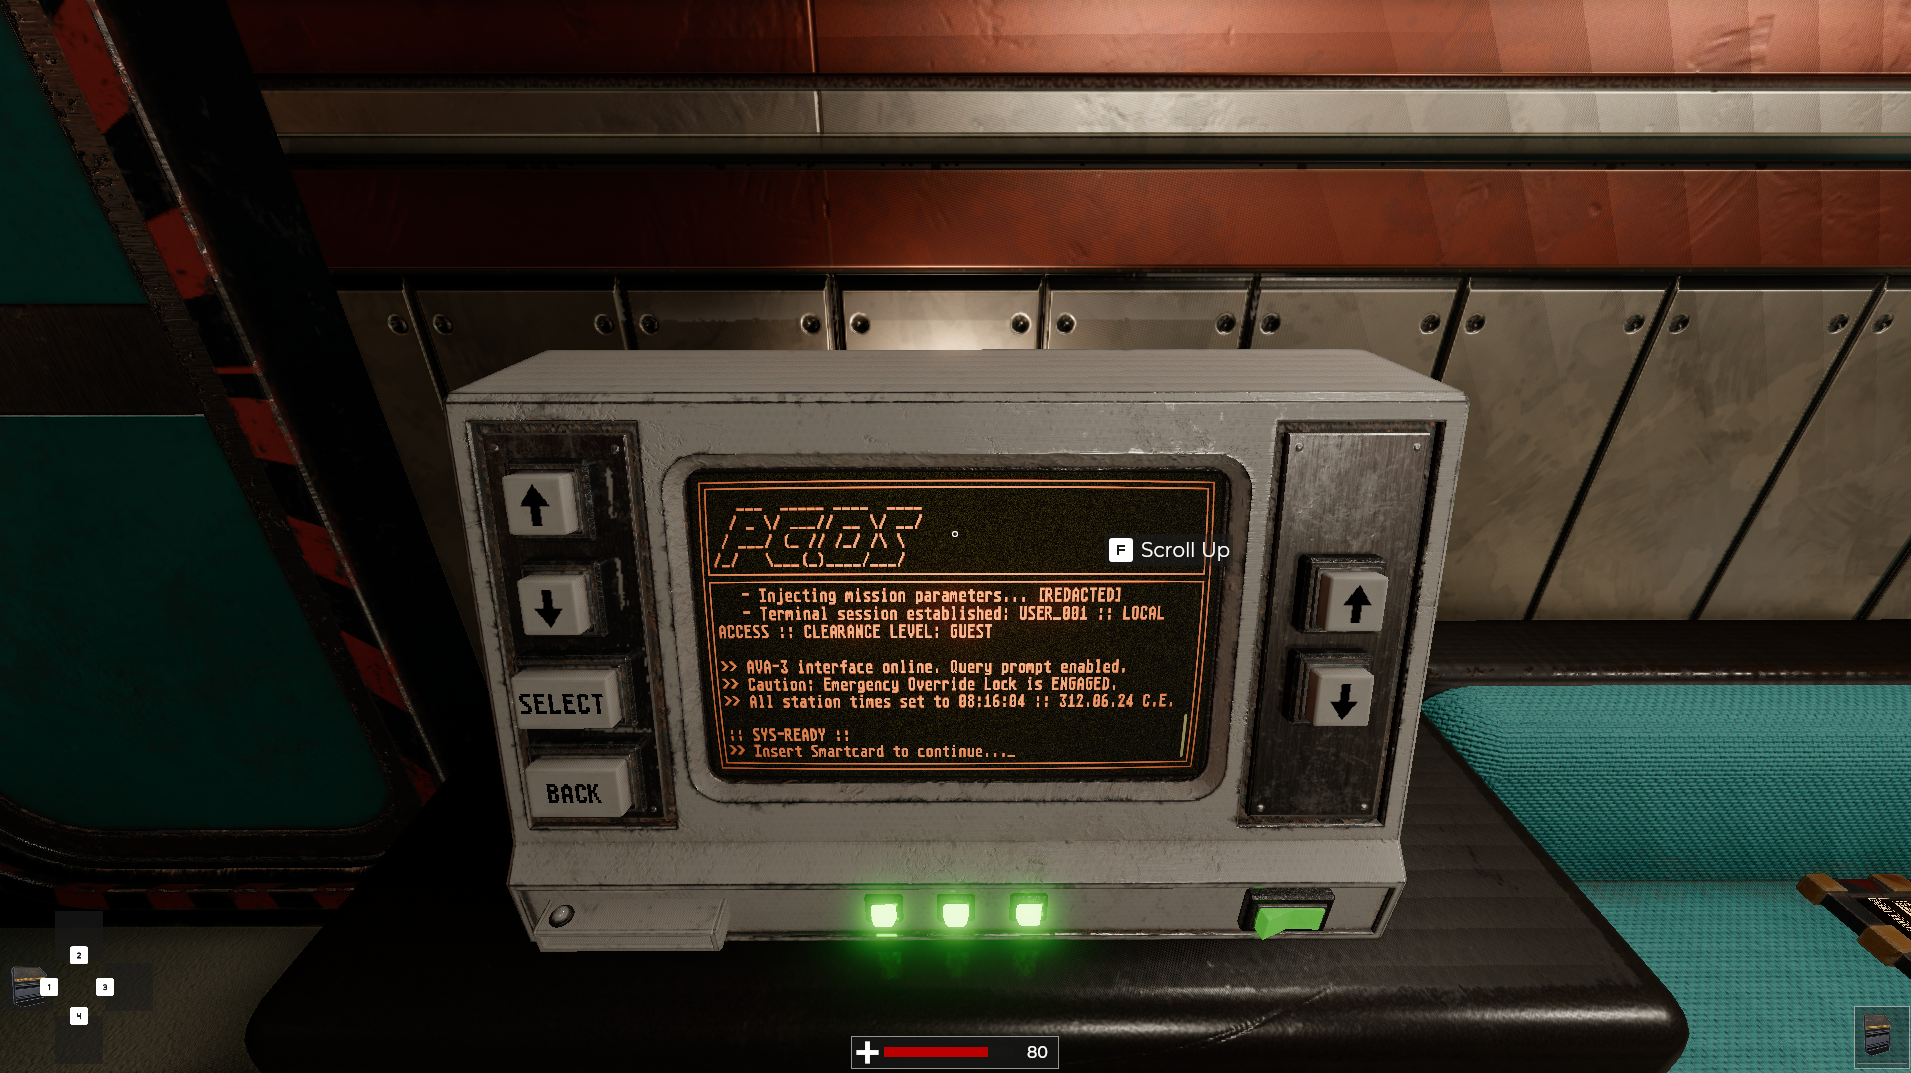 - Injecting mission parameters... [REDACTED]
- Terminal session established: USER_001 :: LOCAL
ACCESS :: CLEARANCE LEVEL: GUEST
>> AVA-3 interface online. Query prompt enabled.
>> Caution: Emergency Override Lock is ENGAGED.
>> All station times set to 08:16:04 :: 312.06.24 C.E.
:: SYS-READY ::
>> Insert Smartcard to continue..._
F Scroll Up
SELECT
BACK
2
1 3
4
80